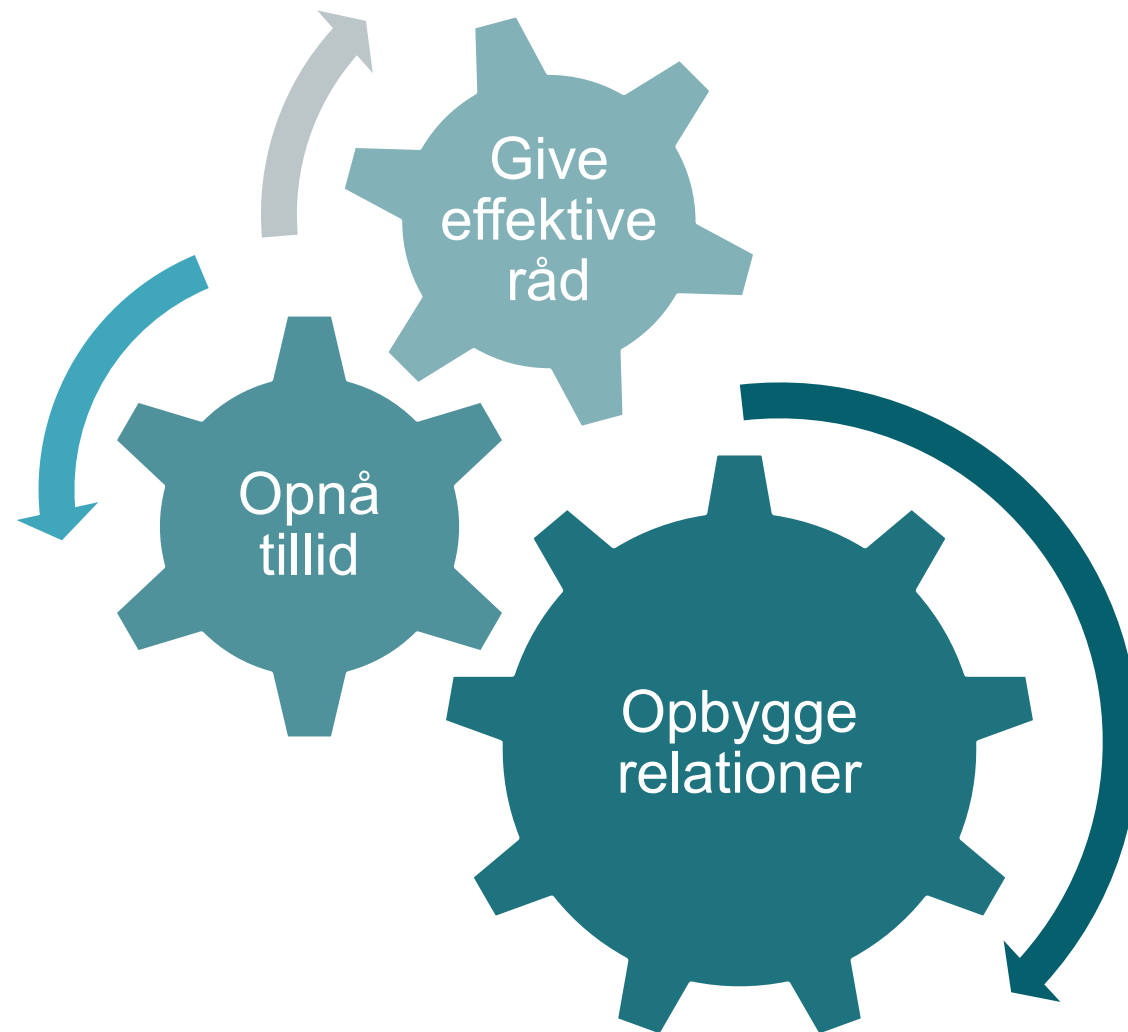 Give
effektive
råd
Opnå
tillid
Opbygge
relationer